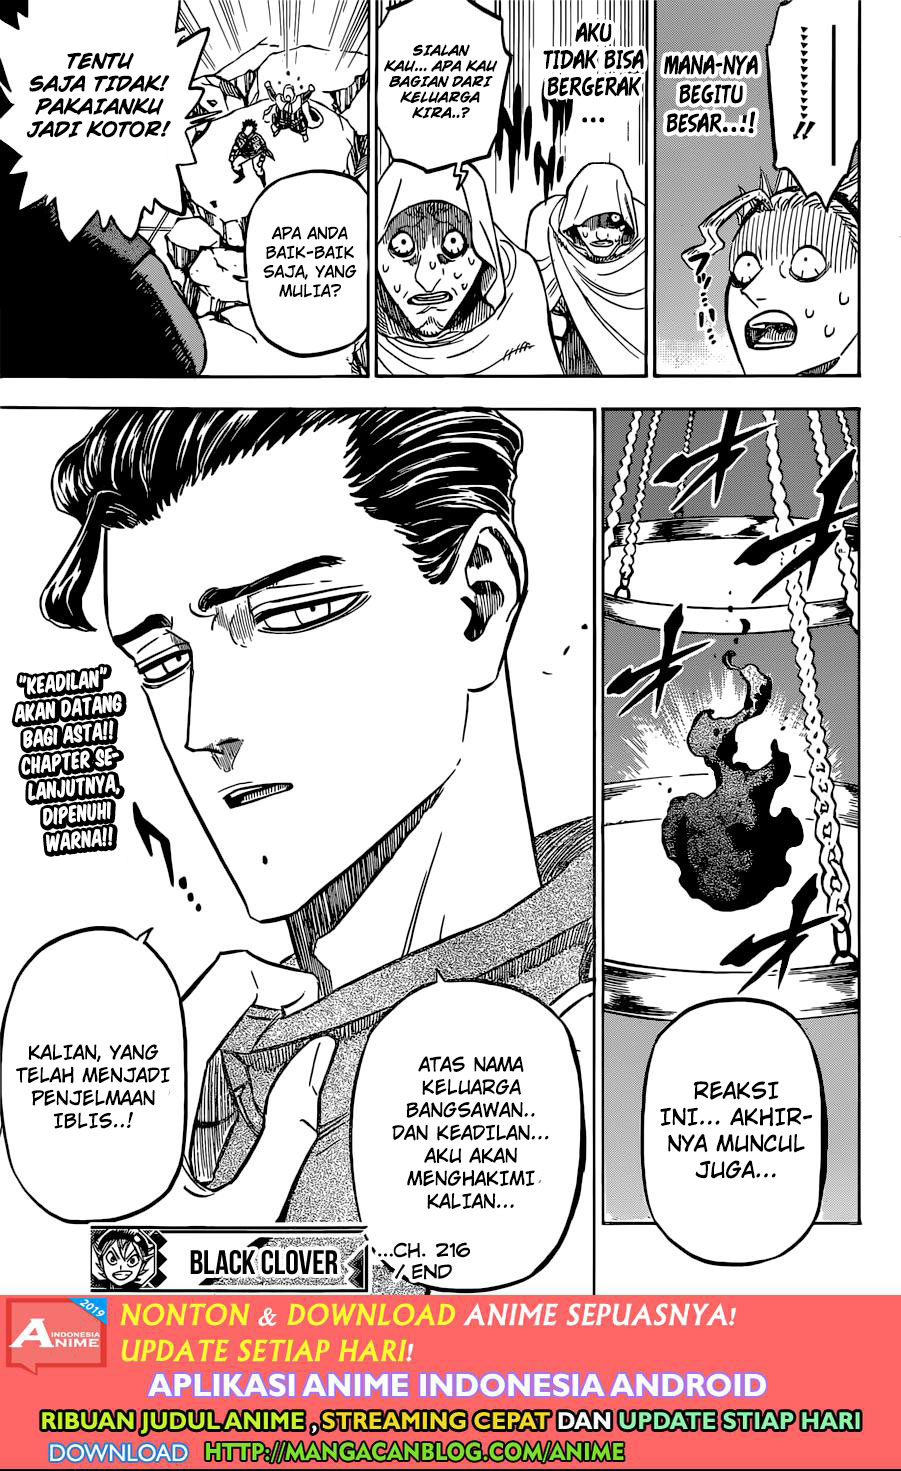 !!
MANA-NYA
BEGITU
BESAR...!!
AKU
TIDAK BISA
BERGERAK
...
SIALAN
KAU... APA KAU
BAGIAN DARI
KELUARGA
KIRA..?
APA ANDA
BAIK-BAIK
SAJA, YANG
MULIA?
TENTU
SAJA TIDAK!
PAKAIANKU
JADI KOTOR!
REAKSI
INI... AKHIR-
NYA MUNCUL
JUGA...
ATAS NAMA
KELUARGA
BANGSAWAN..
DAN KEADILAN...
AKU AKAN
MENGHAKIMI
KALIAN...
KALIAN, YANG
TELAH MENJADI
PENJELMAAN
IBLIS..!
"KEADILAN"
AKAN DATANG
BAGI ASTA!!
CHAPTER SE-
LANJUTNYA,
DIPENUHI
WARNA!!
BLACK CLOVER
...CH. 216
/ END
2019
INDONESIA
ANIME
NONTON & DOWNLOAD ANIME SEPUASNYA!
UPDATE SETIAP HARI!
APLIKASI ANIME INDONESIA ANDROID
RIBUAN JUDUL ANIME , STREAMING CEPAT DAN UPDATE STIAP HARI
DOWNLOAD HTTP://MANGACANBLOG.COM/ANIME